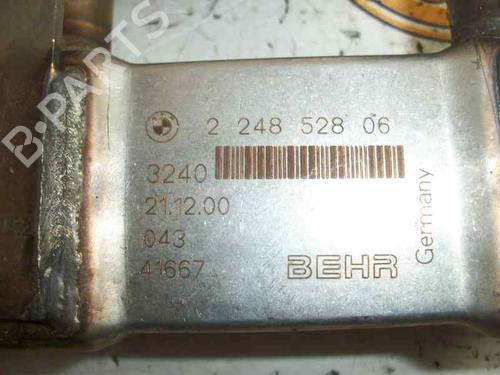 B-PARTS
2 248 528 06
3240
21.12.00
043
41667
BEHR
Germany